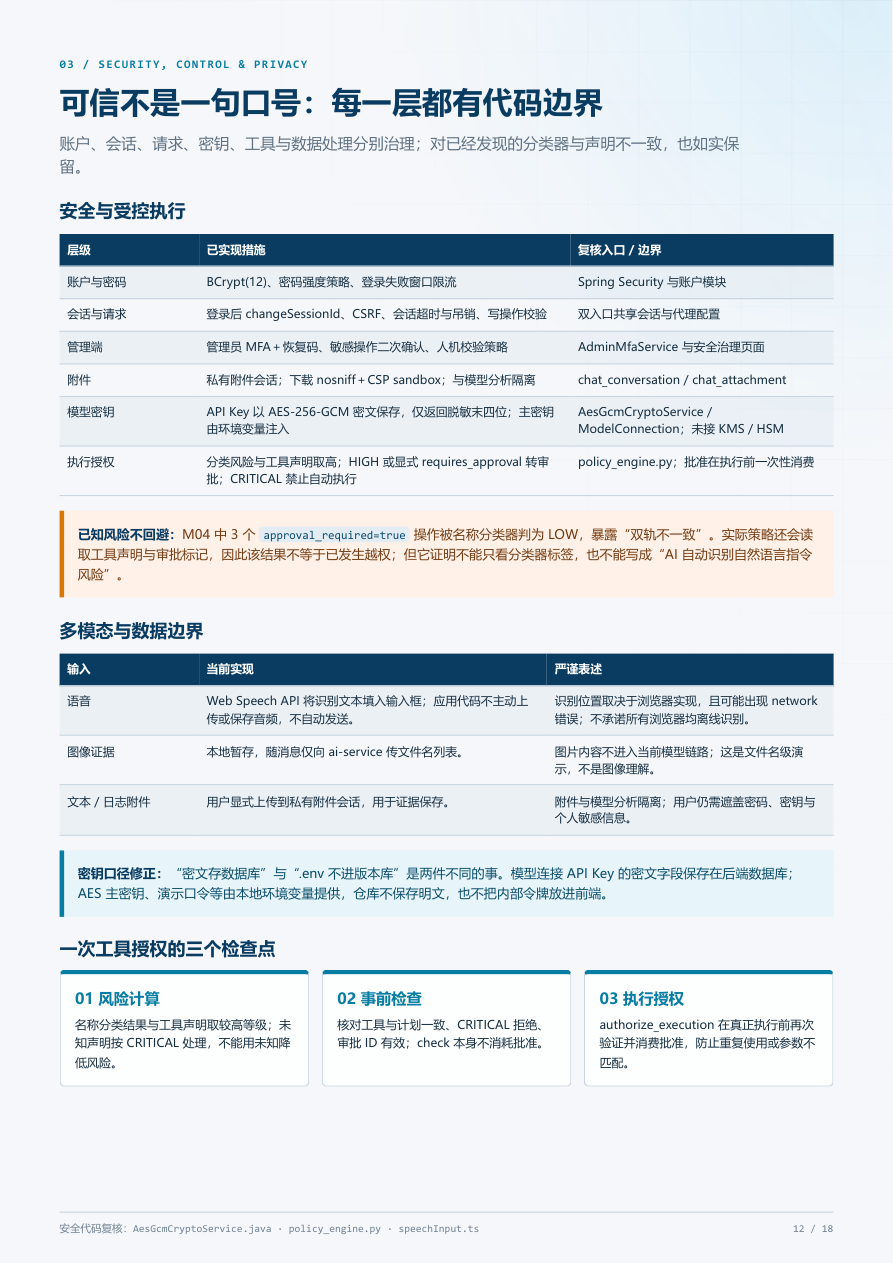 03 / SECURITY, CONTROL & PRIVACY
可信不是一句口号：每一层都有代码边界
账户、会话、请求、密钥、工具与数据处理分别治理；对已经发现的分类器与声明不一致，也如实保
留。
安全与受控执行
层级 已实现措施 复核入口 / 边界
账户与密码 BCrypt(12)、密码强度策略、登录失败窗口限流 Spring Security 与账户模块
会话与请求 登录后 changeSessionId、CSRF、会话超时与吊销、写操作校验 双入口共享会话与代理配置
管理端 管理员 MFA + 恢复码、敏感操作二次确认、人机校验策略 AdminMfaService 与安全治理页面
附件 私有附件会话；下载 nosniff + CSP sandbox；与模型分析隔离 chat_conversation / chat_attachment
模型密钥 API Key 以 AES-256-GCM 密文保存，仅返回脱敏末四位；主密钥 AesGcmCryptoService /
由环境变量注入 ModelConnection；未接 KMS / HSM
执行授权 分类风险与工具声明取高；HIGH 或显式 requires_approval 转审 policy_engine.py；批准在执行前一次性消费
批；CRITICAL 禁止自动执行
已知风险不回避：M04 中 3 个 approval_required=true 操作被名称分类器判为 LOW，暴露“双轨不一致”。实际策略还会读
取工具声明与审批标记，因此该结果不等于已发生越权；但它证明不能只看分类器标签，也不能写成“AI 自动识别自然语言指令
风险”。
多模态与数据边界
输入 当前实现 严谨表述
语音 Web Speech API 将识别文本填入输入框；应用代码不主动上 识别位置取决于浏览器实现，且可能出现 network
传或保存音频，不自动发送。 错误；不承诺所有浏览器均离线识别。
图像证据 本地暂存，随消息仅向 ai-service 传文件名列表。 图片内容不进入当前模型链路；这是文件名级演
示，不是图像理解。
文本 / 日志附件 用户显式上传到私有附件会话，用于证据保存。 附件与模型分析隔离；用户仍需遮盖密码、密钥与
个人敏感信息。
密钥口径修正：“密文存数据库”与“.env 不进版本库”是两件不同的事。模型连接 API Key 的密文字段保存在后端数据库；
AES 主密钥、演示口令等由本地环境变量提供，仓库不保存明文，也不把内部令牌放进前端。
一次工具授权的三个检查点
01 风险计算
名称分类结果与工具声明取较高等级；未
知声明按 CRITICAL 处理，不能用未知降
低风险。
02 事前检查
核对工具与计划一致、CRITICAL 拒绝、
审批 ID 有效；check 本身不消耗批准。
03 执行授权
authorize_execution 在真正执行前再次
验证并消费批准，防止重复使用或参数不
匹配。
安全代码复核：AesGcmCryptoService.java · policy_engine.py · speechInput.ts 12 / 18